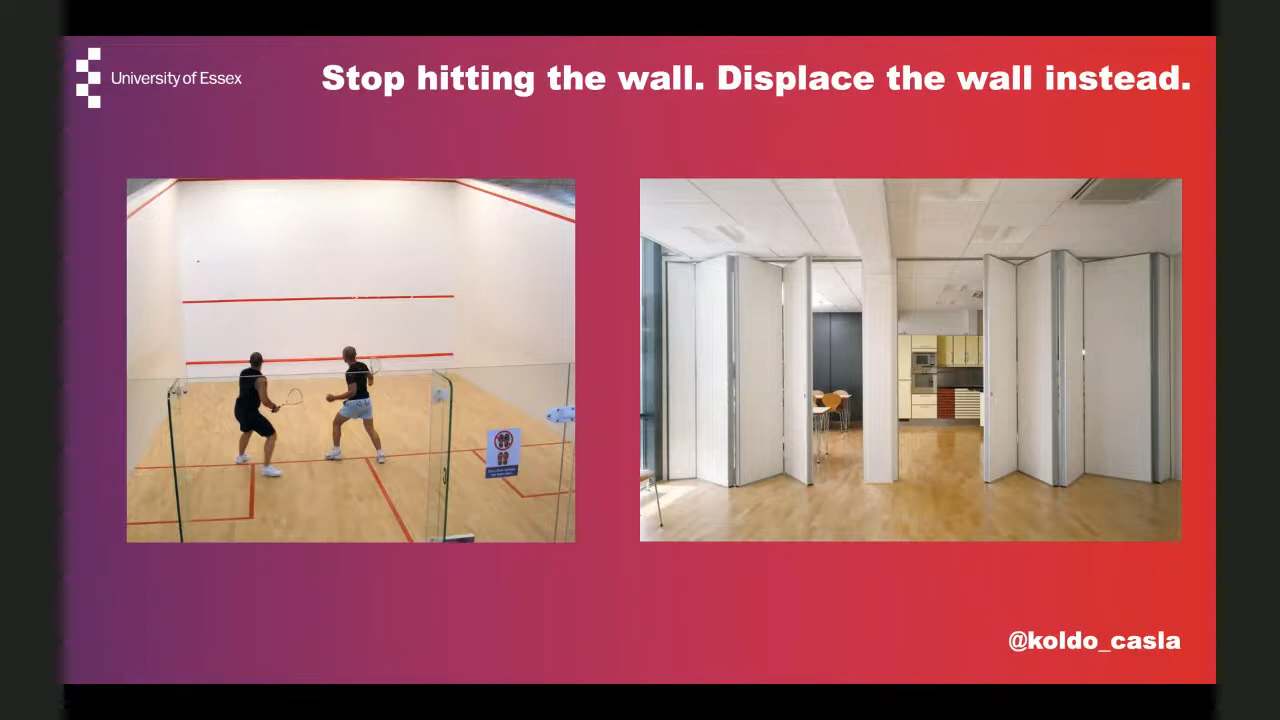 University of Essex
Stop hitting the wall. Displace the wall instead.
@koldo_casla